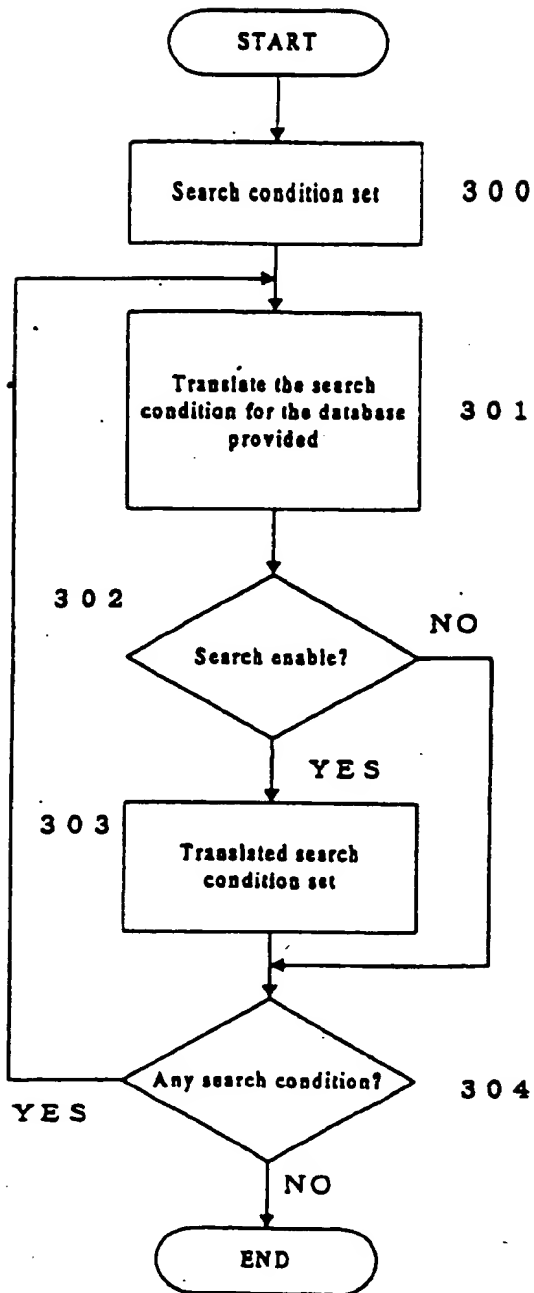 START
Search condition set
300
Translate the search
condition for the database
provided
301
302
Search enable?
NO
YES
303
Translated search
condition set
Any search condition?
304
YES
NO
END